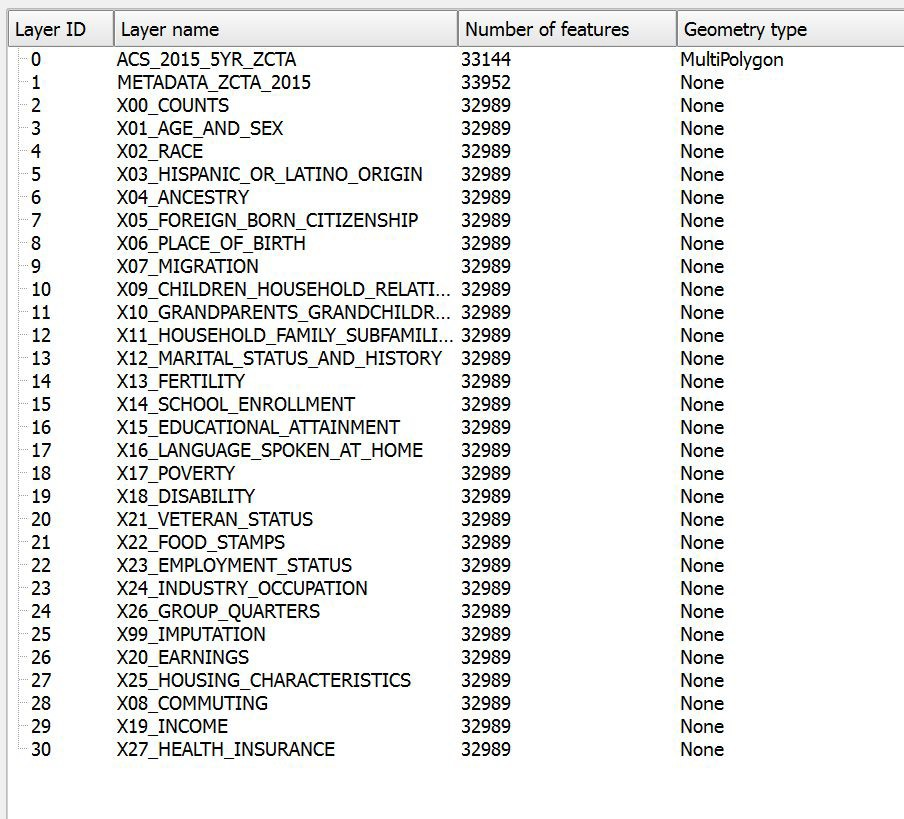 Layer ID Layer name Number of features Geometry type
0 ACS_2015_5YR_ZCTA 33144 MultiPolygon
1 METADATA_ZCTA_2015 33952 None
2 X00_COUNTS 32989 None
3 X01_AGE_AND_SEX 32989 None
4 X02_RACE 32989 None
5 X03_HISPANIC_OR_LATINO_ORIGIN 32989 None
6 X04_ANCESTRY 32989 None
7 X05_FOREIGN_BORN_CITIZENSHIP 32989 None
8 X06_PLACE_OF_BIRTH 32989 None
9 X07_MIGRATION 32989 None
10 X09_CHILDREN_HOUSEHOLD_RELATI... 32989 None
11 X10_GRANDPARENTS_GRANDCHILDR... 32989 None
12 X11_HOUSEHOLD_FAMILY_SUBFAMILI... 32989 None
13 X12_MARITAL_STATUS_AND_HISTORY 32989 None
14 X13_FERTILITY 32989 None
15 X14_SCHOOL_ENROLLMENT 32989 None
16 X15_EDUCATIONAL_ATTAINMENT 32989 None
17 X16_LANGUAGE_SPOKEN_AT_HOME 32989 None
18 X17_POVERTY 32989 None
19 X18_DISABILITY 32989 None
20 X21_VETERAN_STATUS 32989 None
21 X22_FOOD_STAMPS 32989 None
22 X23_EMPLOYMENT_STATUS 32989 None
23 X24_INDUSTRY_OCCUPATION 32989 None
24 X26_GROUP_QUARTERS 32989 None
25 X99_IMPUTATION 32989 None
26 X20_EARNINGS 32989 None
27 X25_HOUSING_CHARACTERISTICS 32989 None
28 X08_COMMUTING 32989 None
29 X19_INCOME 32989 None
30 X27_HEALTH_INSURANCE 32989 None